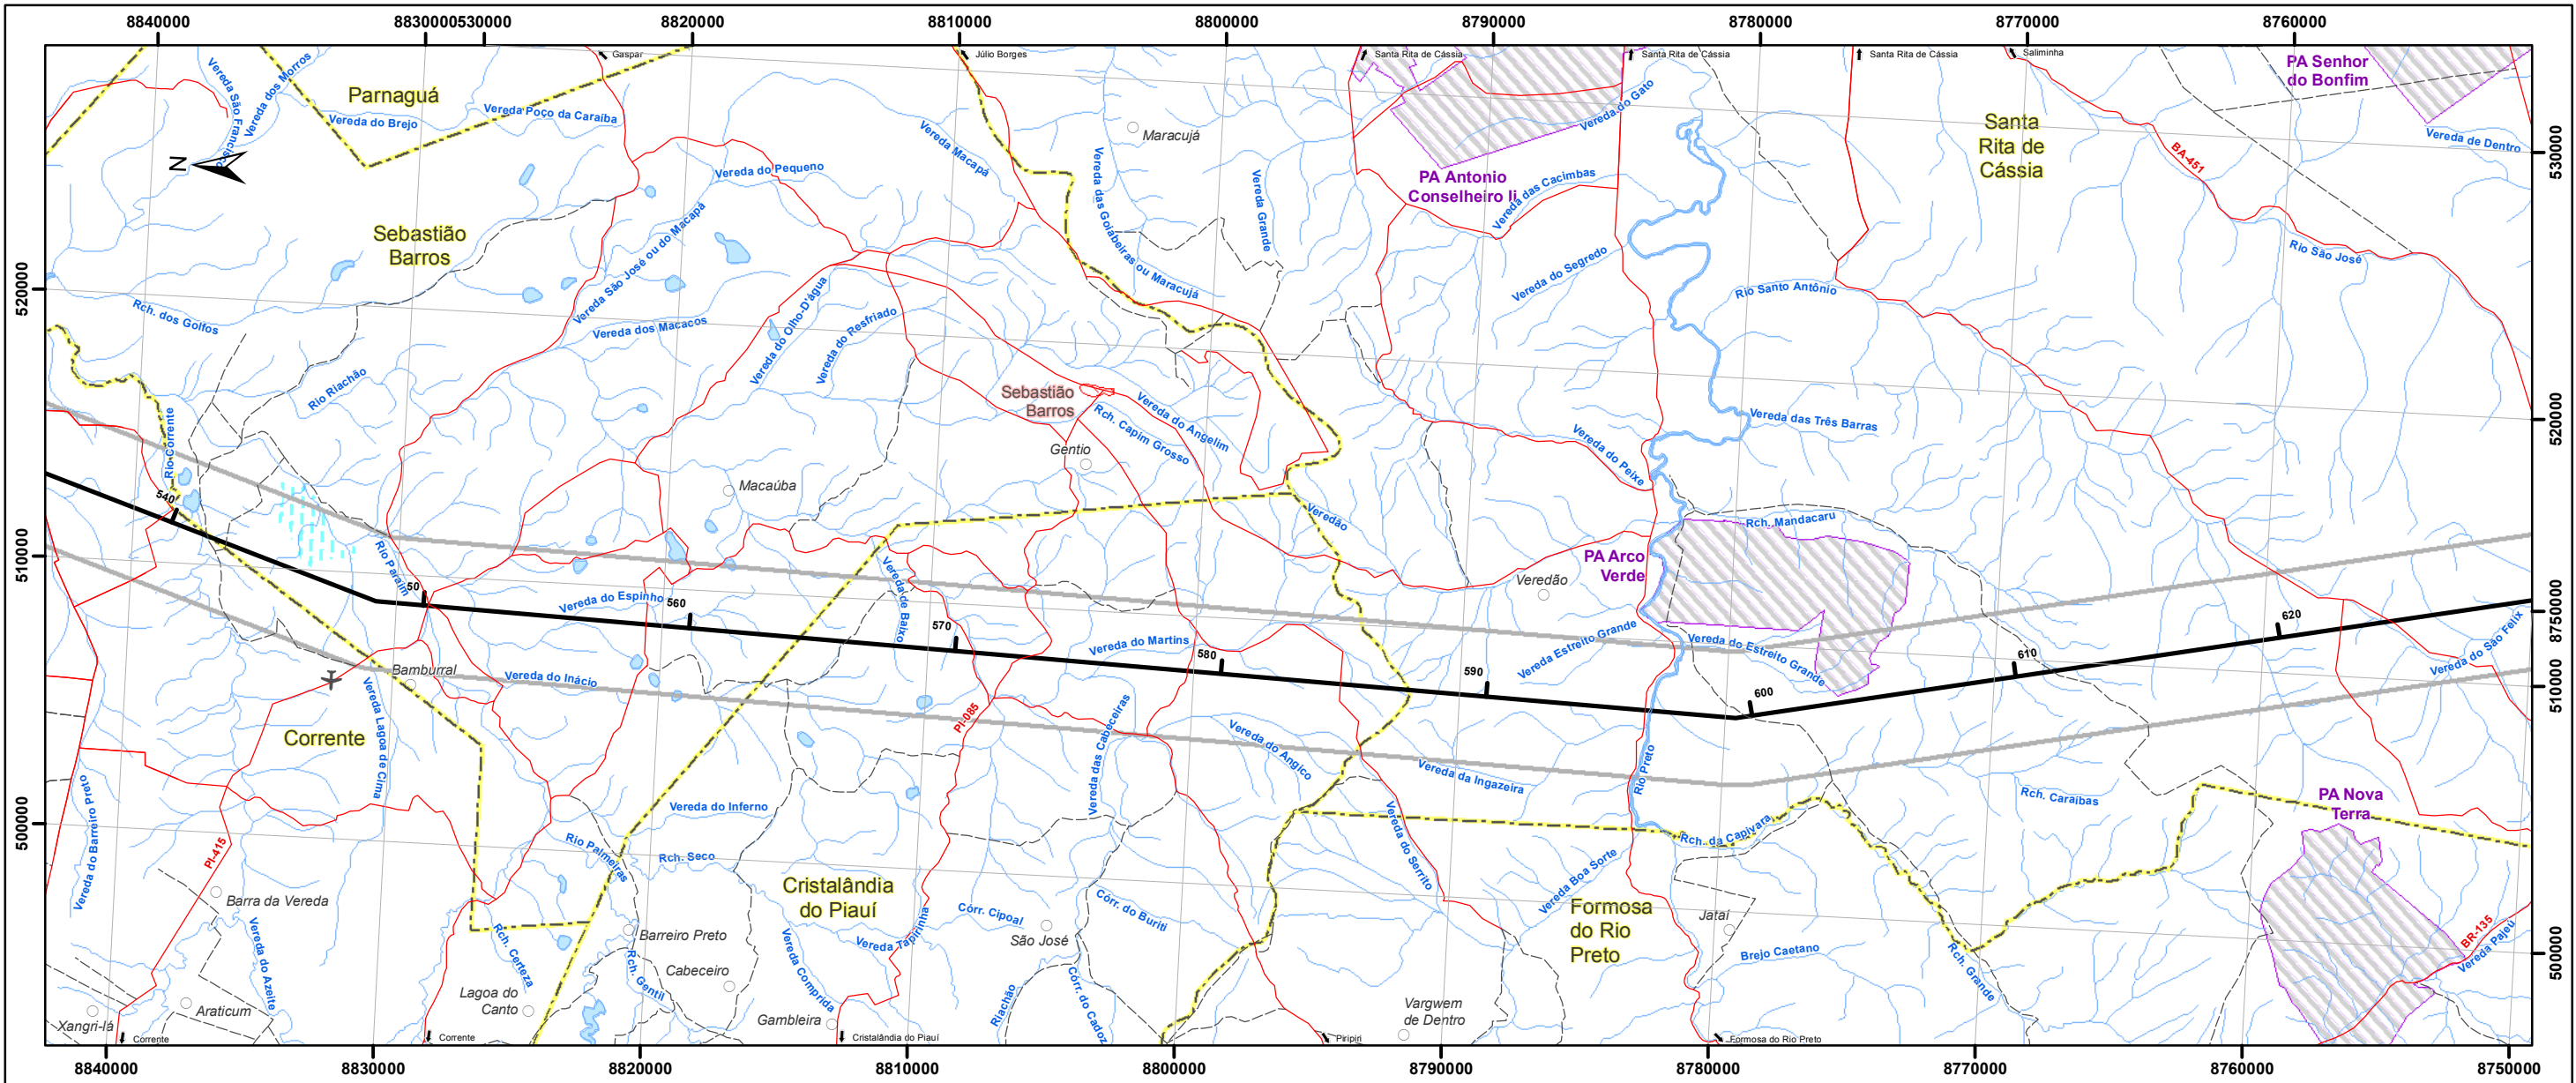 8840000
8830000530000
8820000
8810000
8800000
8790000
8780000
8770000
8760000
Gaspar
Júlio Borges
Santa Rita de Cássia
Santa Rita de Cássia
Santa Rita de Cássia
Saliminha
PA Senhor
do Bonfim
Vereda São Francisco
Vereda dos Morros
Parnaguá
Vereda do Brejo
Vereda Poço da Caraíba
Vereda Macapá
Maracujá
Vereda do Gato
Santa
Rita de
Cássia
BA-451
Vereda de Dentro
530000
N
Vereda do Pequeno
Vereda das Goiabeiras ou Maracujá
Vereda Grande
PA Antonio
Conselheiro Ii
Vereda das Cacimbas
Sebastião
Barros
Vereda São José ou do Macapá
Vereda do Segredo
Rio São José
520000
Rch. dos Golfos
Vereda dos Macacos
Vereda do Olho-D'água
Vereda do Resfriado
Rio Santo Antônio
Rio Riachão
Sebastião
Barros
Rch. Capim Grosso
Vereda do Angelim
Vereda das Três Barras
520000
Rio Corrente
Gentio
Vereda do Peixe
Macaúba
540
Veredão
Rch. Mandacaru
510000
Rio Paraim
PA Arco
Verde
Veredão
50
Vereda do Espinho
560
Vereda de Baixo
570
Vereda do Martins
580
Vereda Estreito Grande
Vereda do Estreito Grande
590
600
610
620
8750000
Vereda do São Felix
510000
Bamburral
Vereda do Inácio
Vereda Lagoa de Cima
Corrente
PI-085
Vereda das Cabeceiras
Vereda do Angico
Vereda da Ingazeira
Rio Preto
Rch. Caraíbas
PA Nova
Terra
Vereda do Barreiro Preto
500000
Vereda do Inferno
Rio Palmeiras
Rch. Seco
Vereda do Serrito
Rch. da Capivara
PI-415
Vereda Boa Sorte
Barra da Vereda
Vereda do Azeite
Cristalândia
do Piauí
Vereda Tapirinha
Córr. Cipoal
Córr. do Buriti
São José
Formosa
do Rio
Preto
Jataí
Brejo Caetano
Rch. Grande
BR-135
Vereda Pajeú
500000
Rch. Certeza
Barreiro Preto
Rch. Gentil
Cabeceiro
Vereda Comprida
Lagoa do
Canto
Gambleira
Riachão
Córr. do Cadoz
Vargwem
de Dentro
Xangri-lá
Araticum
Corrente
Corrente
Cristalândia do Piauí
Piripiri
Formosa do Rio Preto
8840000
8830000
8820000
8810000
8800000
8790000
8780000
8770000
8760000
8750000